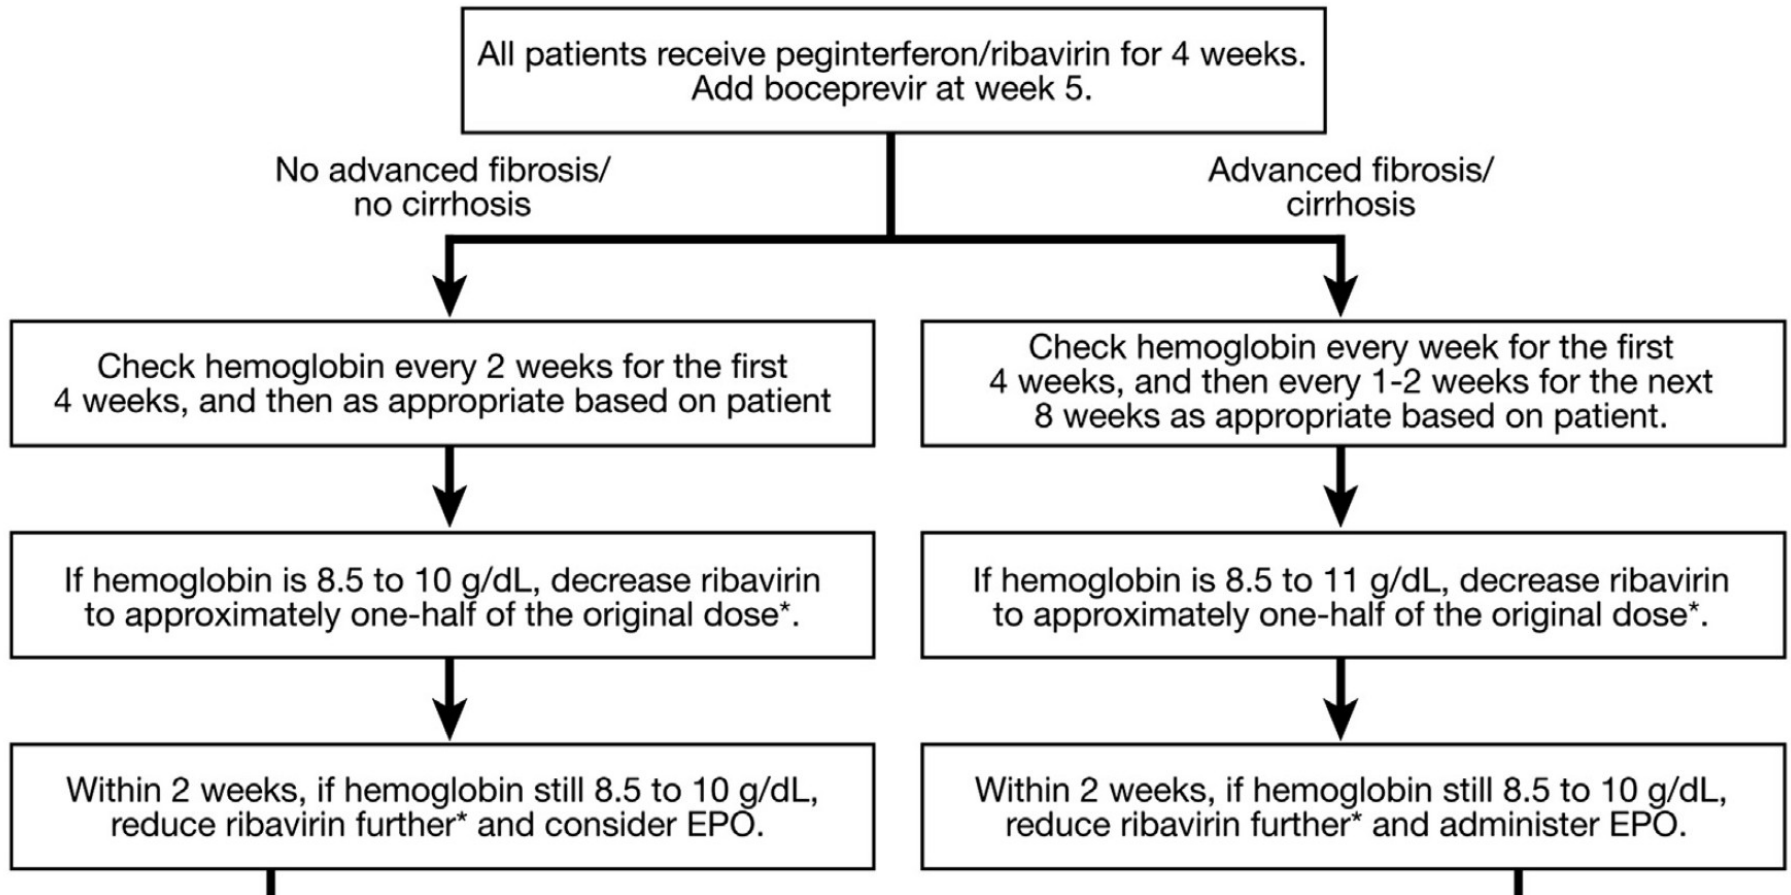 All patients receive peginterferon/ribavirin for 4 weeks.
Add boceprevir at week 5.
No advanced fibrosis/
no cirrhosis
Advanced fibrosis/
cirrhosis
Check hemoglobin every 2 weeks for the first
4 weeks, and then as appropriate based on patient
Check hemoglobin every week for the first
4 weeks, and then every 1-2 weeks for the next
8 weeks as appropriate based on patient.
If hemoglobin is 8.5 to 10 g/dL, decrease ribavirin
to approximately one-half of the original dose*.
If hemoglobin is 8.5 to 11 g/dL, decrease ribavirin
to approximately one-half of the original dose*.
Within 2 weeks, if hemoglobin still 8.5 to 10 g/dL,
reduce ribavirin further* and consider EPO.
Within 2 weeks, if hemoglobin still 8.5 to 10 g/dL,
reduce ribavirin further* and administer EPO.